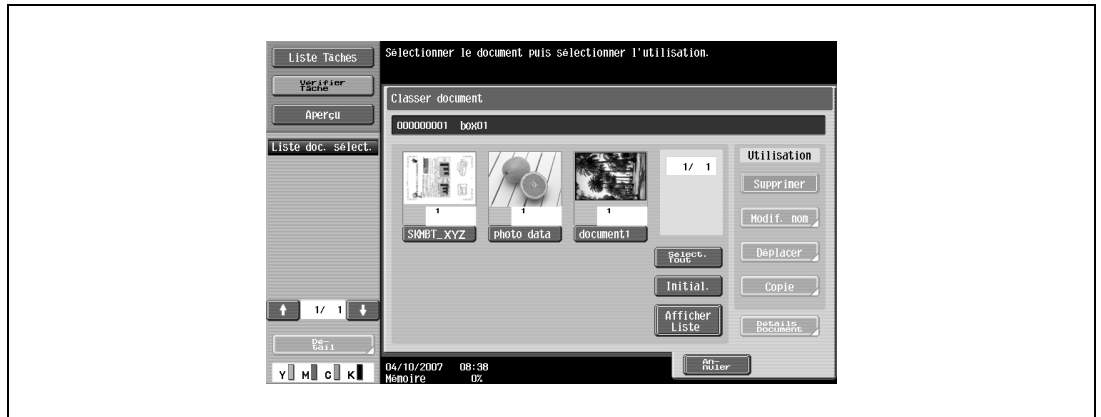 Liste Tâches
Vérifier
Tâche
Aperçu
Liste doc. sélect.
1/ 1
Dé-
tail
Y M C K
Sélectionner le document puis sélectionner l'utilisation.
Classer document
000000001 box01
1
SKMBT_XYZ
1
photo data
1
document1
1/ 1
Sélect.
Tout
Initial.
Afficher
Liste
Utilisation
Supprimer
Modif. nom
Déplacer
Copie
Détails
Document
04/10/2007 08:38
Mémoire 0%
An-
nuler